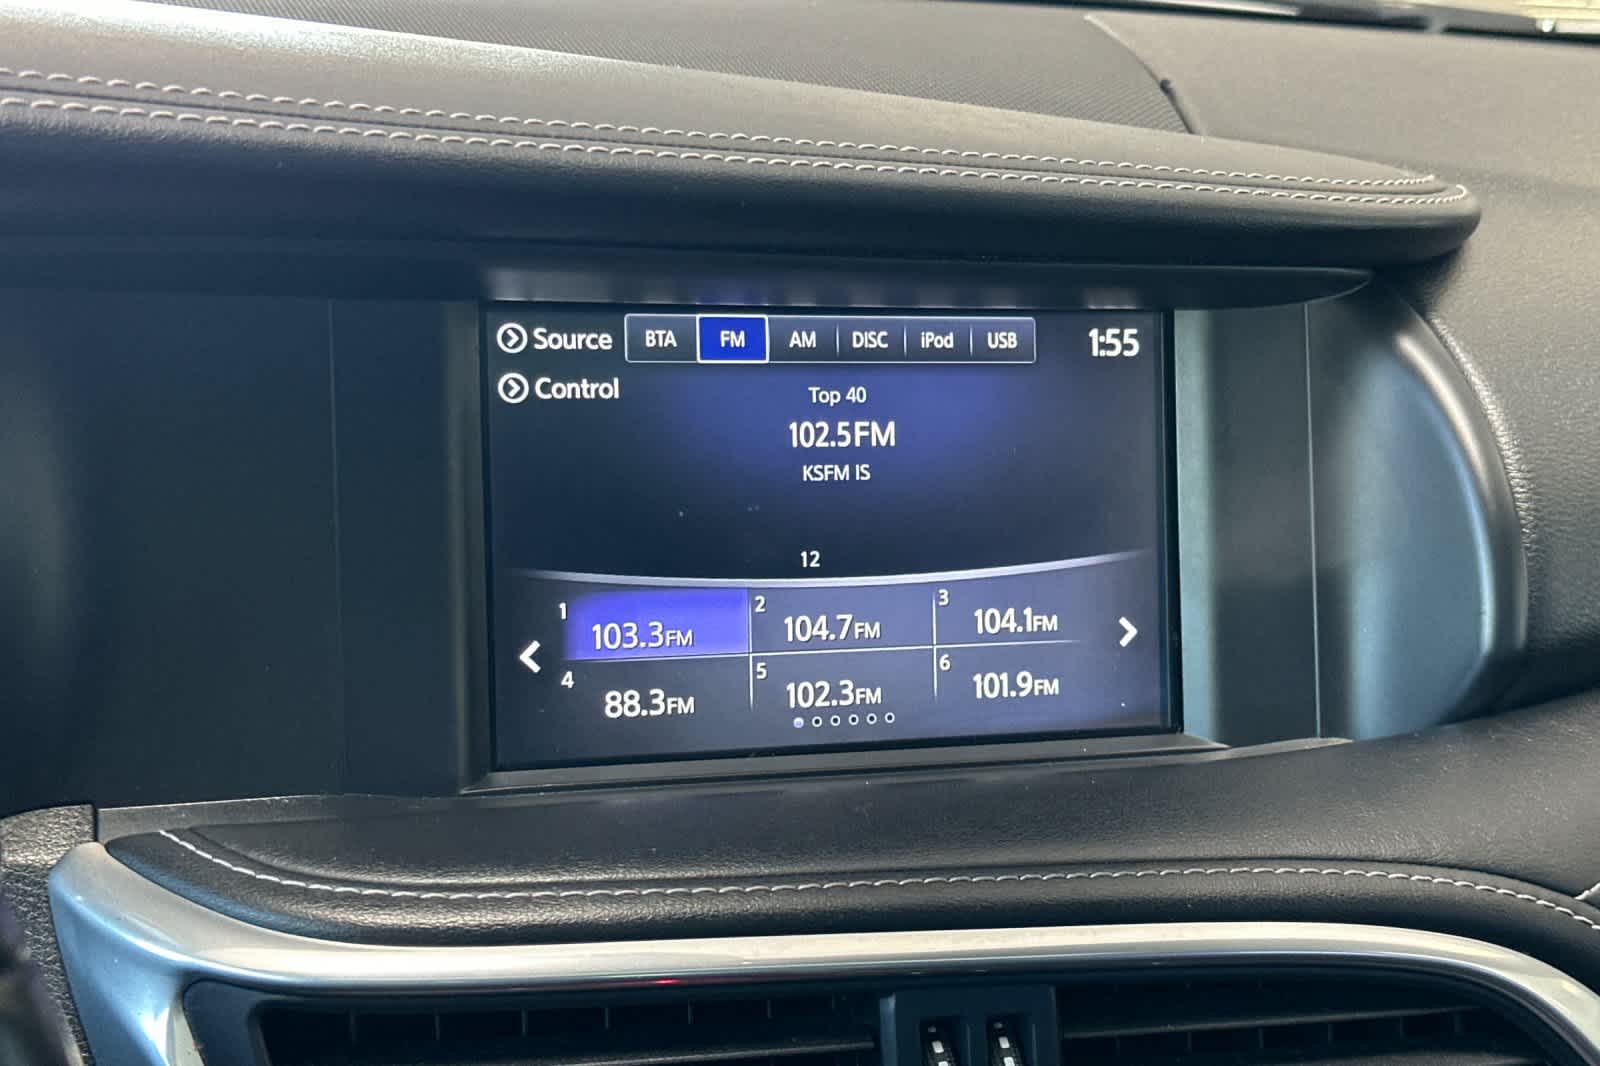 Source BTA FM AM DISC iPod USB 1:55
Control
Top 40
102.5FM
KSFM IS
12
1 103.3FM 2 104.7FM 3 104.1FM
4 88.3FM 5 102.3FM 6 101.9FM